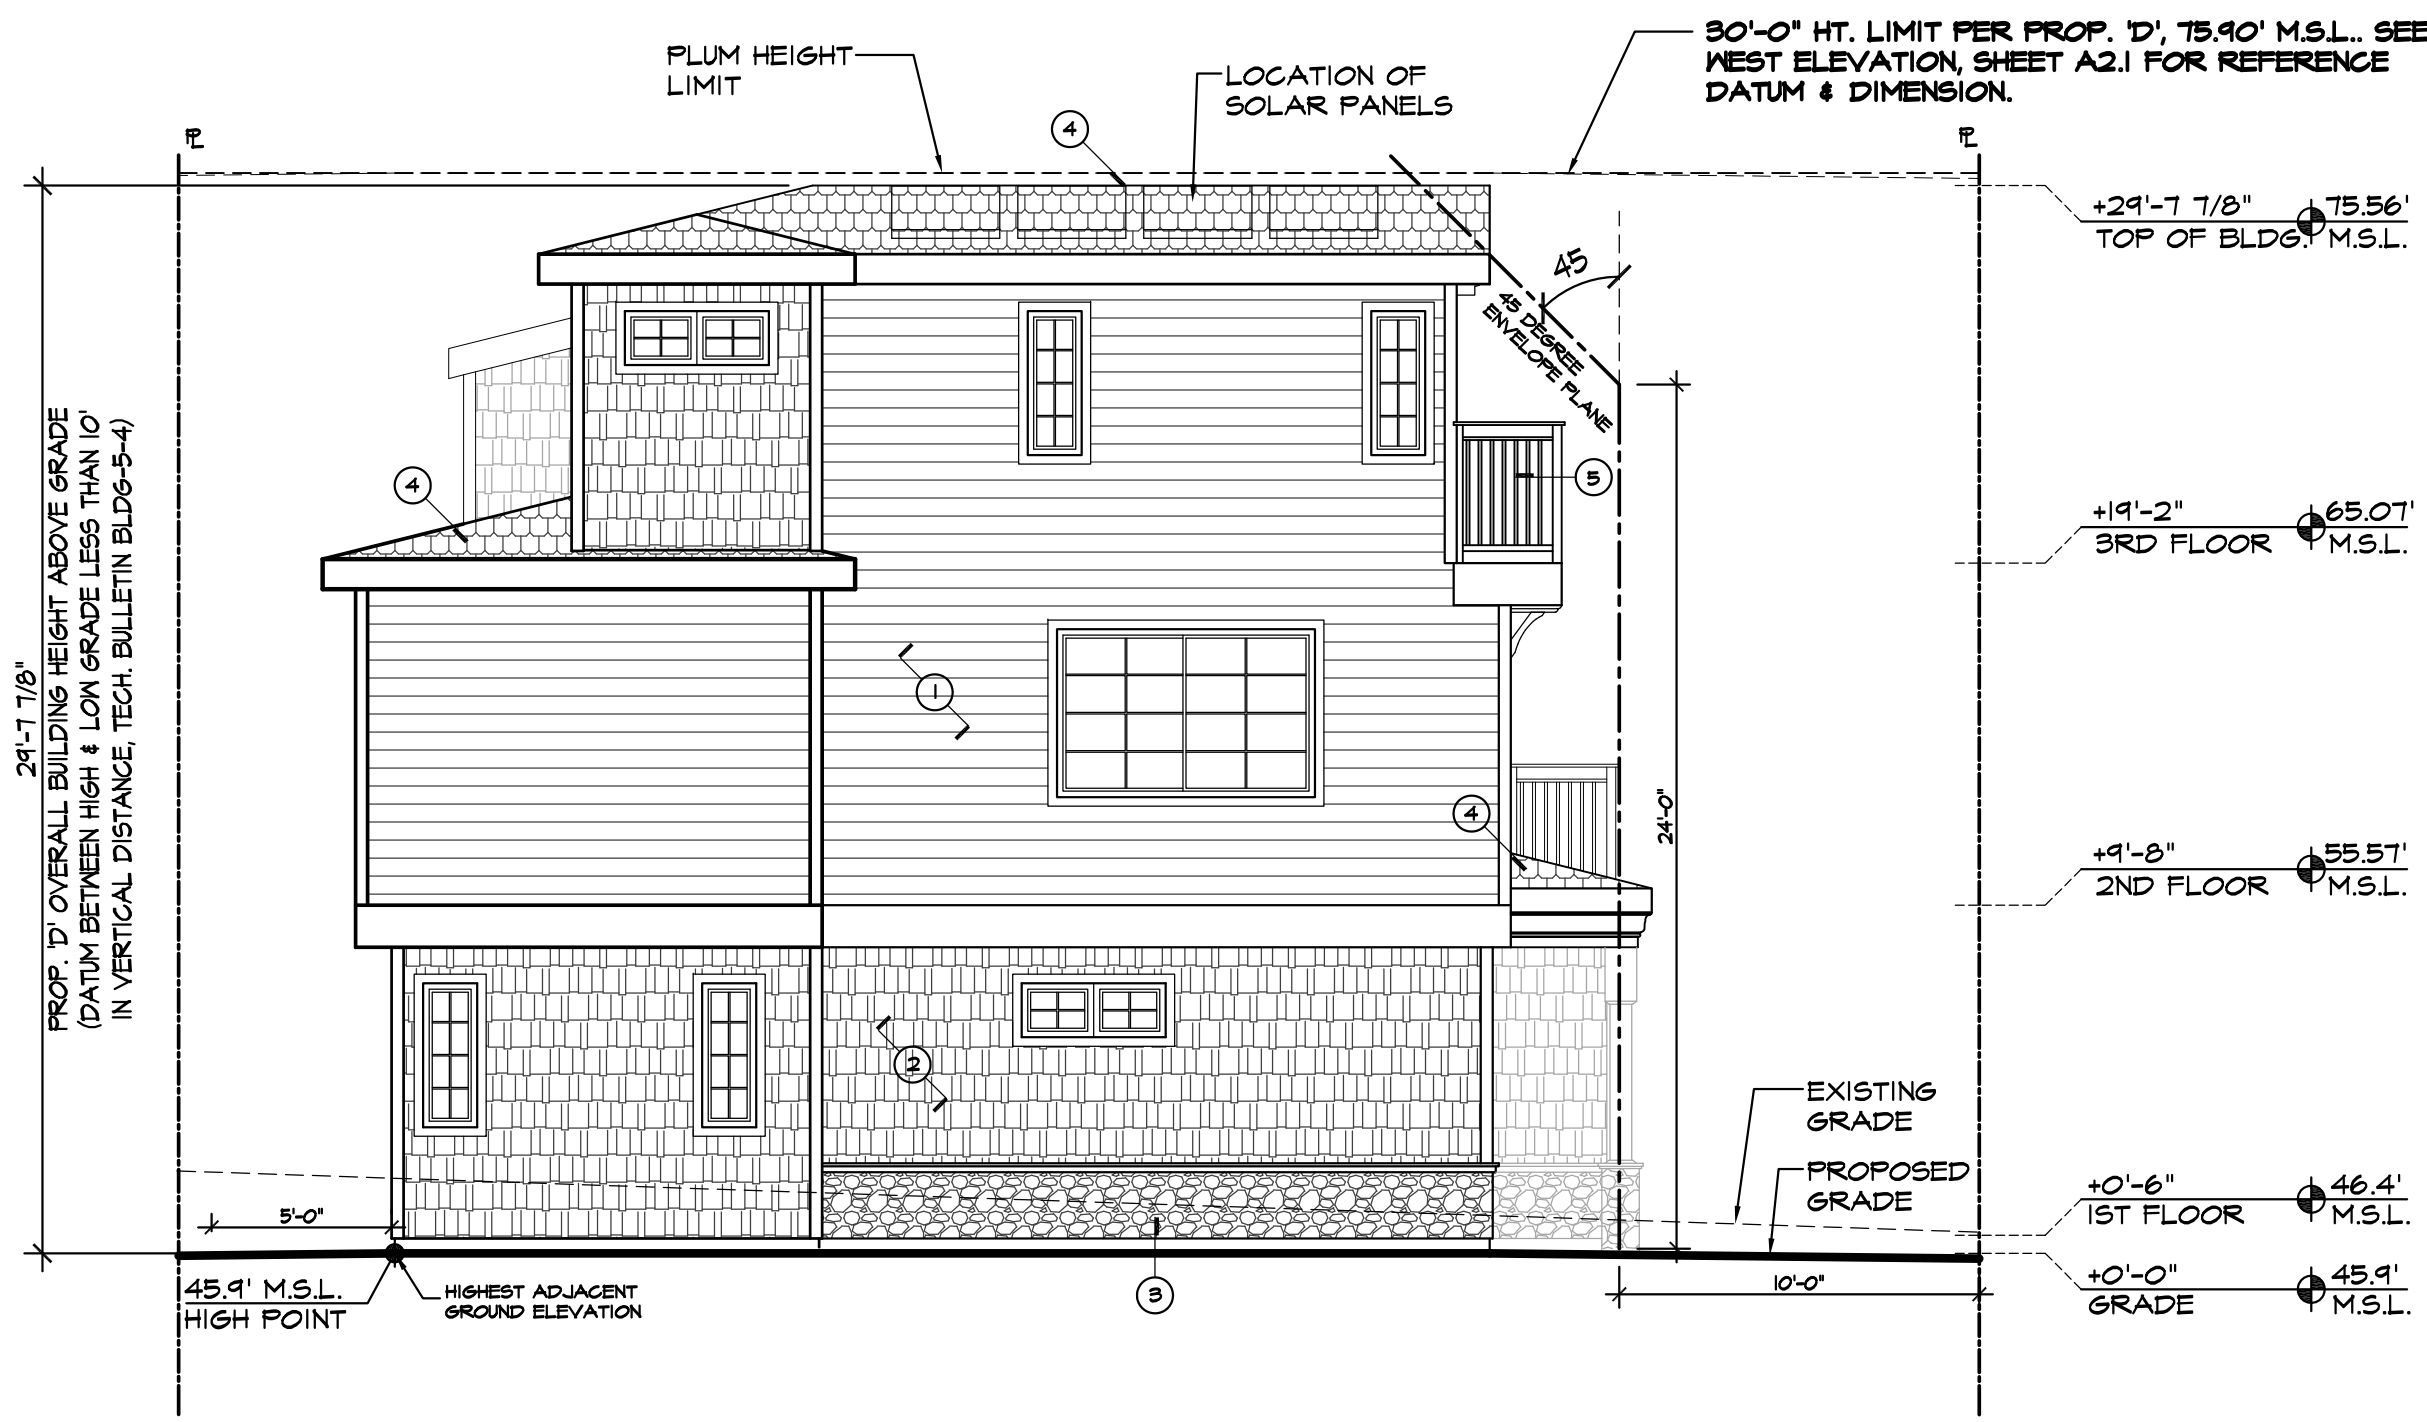 30'-0" HT. LIMIT PER PROP. 'D', 75.90' M.S.L.. SEE
WEST ELEVATION, SHEET A2.1 FOR REFERENCE
DATUM & DIMENSION.
PLUM HEIGHT
LIMIT
LOCATION OF
SOLAR PANELS
4
PL
PL
+29'-7 7/8" 75.56'
TOP OF BLDG. M.S.L.
45
45 DEGREE
ENVELOPE PLANE
4
5
+19'-2" 65.07'
3RD FLOOR M.S.L.
29'-7 7/8"
PROP. 'D' OVERALL BUILDING HEIGHT ABOVE GRADE
(DATUM BETWEEN HIGH & LOW GRADE LESS THAN 10'
IN VERTICAL DISTANCE, TECH. BULLETIN BLDG-5-4)
1
4
24'-0"
+9'-8" 55.57'
2ND FLOOR M.S.L.
2
EXISTING
GRADE
PROPOSED
GRADE
+0'-6" 46.4'
1ST FLOOR M.S.L.
5'-0"
+0'-0" 45.9'
GRADE M.S.L.
10'-0"
45.9' M.S.L.
HIGH POINT
HIGHEST ADJACENT
GROUND ELEVATION
3